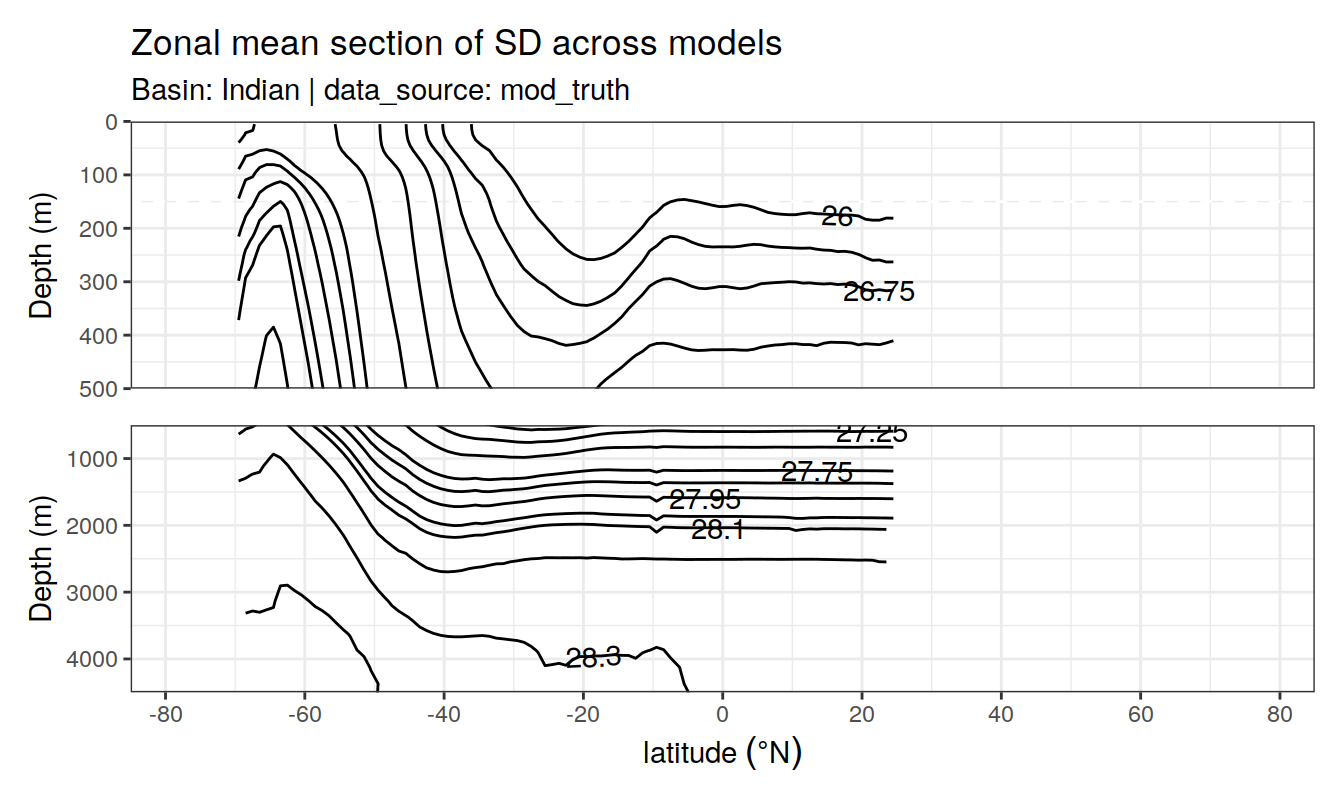 Zonal mean section of SD across models
Basin: Indian | data_source: mod_truth
Depth (m)
0
100
200
300
400
500
26
26.75
Depth (m)
1000
2000
3000
4000
27.25
27.75
27.95
28.1
28.3
-80 -60 -40 -20 0 20 40 60 80
latitude (°N)